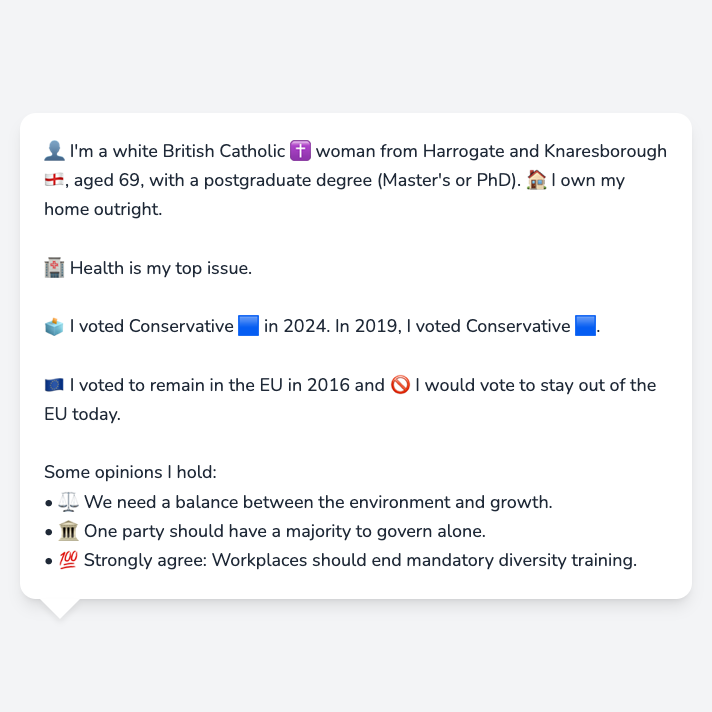 👤 I'm a white British Catholic ✝️ woman from Harrogate and Knaresborough
🏴󠁧󠁢󠁥󠁮󠁧󠁿, aged 69, with a postgraduate degree (Master's or PhD). 🏠 I own my
home outright.
🏥 Health is my top issue.
🗳️ I voted Conservative 🟦 in 2024. In 2019, I voted Conservative 🟦.
🇪🇺 I voted to remain in the EU in 2016 and 🚫 I would vote to stay out of the
EU today.
Some opinions I hold:
• ⚖️ We need a balance between the environment and growth.
• 🏛️ One party should have a majority to govern alone.
• 💯 Strongly agree: Workplaces should end mandatory diversity training.